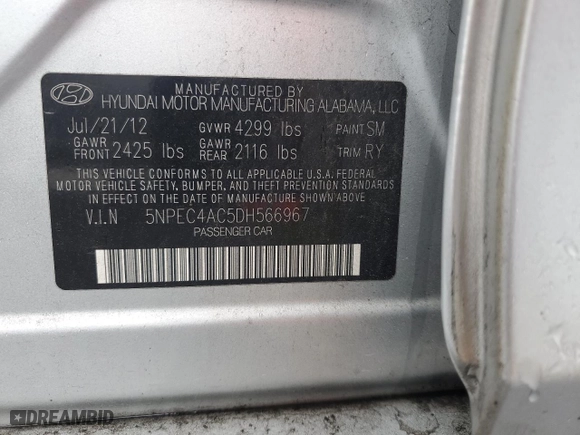 MANUFACTURED BY
HYUNDAI MOTOR MANUFACTURING ALABAMA, LLC
Jul/21/12 GVWR 4299 lbs PAINT SM
GAWR FRONT 2425 lbs GAWR REAR 2116 lbs TRIM RY
THIS VEHICLE CONFORMS TO ALL APPLICABLE U.S.A. FEDERAL
MOTOR VEHICLE SAFETY, BUMPER, AND THEFT PREVENTION STANDARDS
IN EFFECT ON THE DATE OF MANUFACTURE SHOWN ABOVE.
V.I.N 5NPEC4AC5DH566967
PASSENGER CAR
DREAMBID